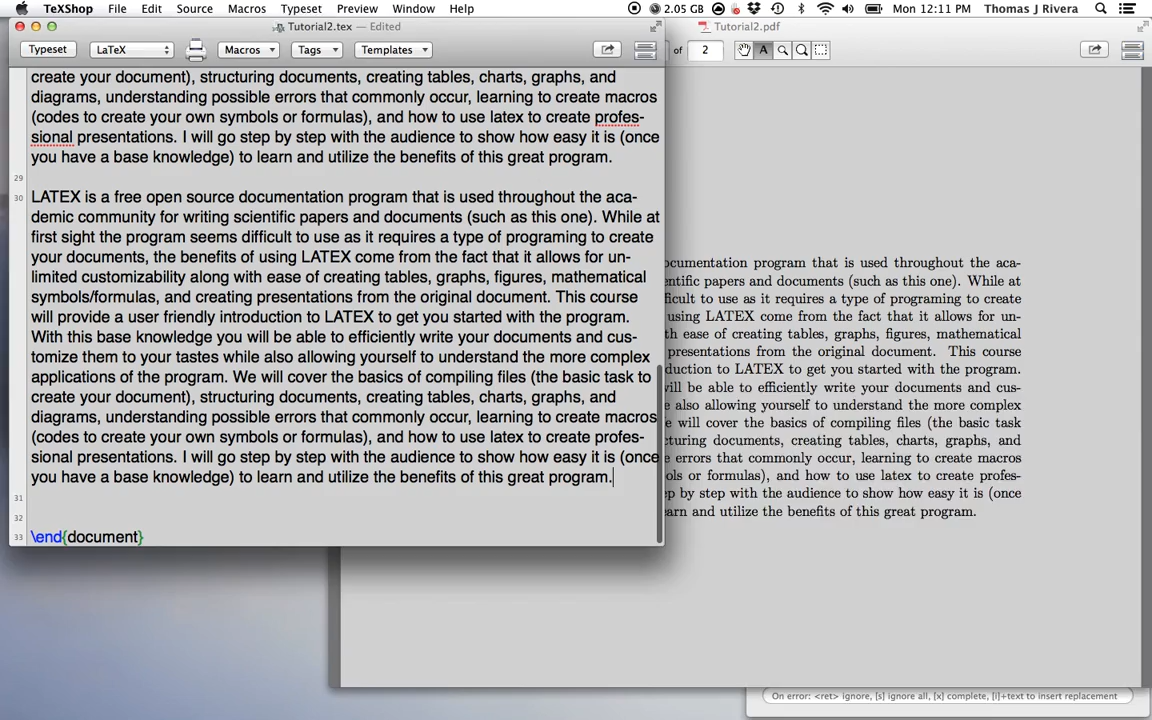 TeXShop File Edit Source Macros Typeset Preview Window Help 2.05 GB Mon 12:11 PM Thomas J Rivera
Tutorial2.tex — Edited
Typeset LaTeX Macros Tags Templates
create your document), structuring documents, creating tables, charts, graphs, and
diagrams, understanding possible errors that commonly occur, learning to create macros
(codes to create your own symbols or formulas), and how to use latex to create profes-
sional presentations. I will go step by step with the audience to show how easy it is (once
you have a base knowledge) to learn and utilize the benefits of this great program.
29
30 LATEX is a free open source documentation program that is used throughout the aca-
demic community for writing scientific papers and documents (such as this one). While at
first sight the program seems difficult to use as it requires a type of programing to create
your documents, the benefits of using LATEX come from the fact that it allows for un-
limited customizability along with ease of creating tables, graphs, figures, mathematical
symbols/formulas, and creating presentations from the original document. This course
will provide a user friendly introduction to LATEX to get you started with the program.
With this base knowledge you will be able to efficiently write your documents and cus-
tomize them to your tastes while also allowing yourself to understand the more complex
applications of the program. We will cover the basics of compiling files (the basic task to
create your document), structuring documents, creating tables, charts, graphs, and
diagrams, understanding possible errors that commonly occur, learning to create macros
(codes to create your own symbols or formulas), and how to use latex to create profes-
sional presentations. I will go step by step with the audience to show how easy it is (once
you have a base knowledge) to learn and utilize the benefits of this great program.
31
32
33 \end{document}
Tutorial2.pdf
of 2 A
documentation program that is used throughout the aca-
entific papers and documents (such as this one). While at
ficult to use as it requires a type of programing to create
using LATEX come from the fact that it allows for un-
th ease of creating tables, graphs, figures, mathematical
presentations from the original document. This course
duction to LATEX to get you started with the program.
will be able to efficiently write your documents and cus-
e also allowing yourself to understand the more complex
e will cover the basics of compiling files (the basic task
cturing documents, creating tables, charts, graphs, and
e errors that commonly occur, learning to create macros
ols or formulas), and how to use latex to create profes-
ep by step with the audience to show how easy it is (once
earn and utilize the benefits of this great program.
On error: <ret> ignore, [s] ignore all, [x] complete, [i]+text to insert replacement